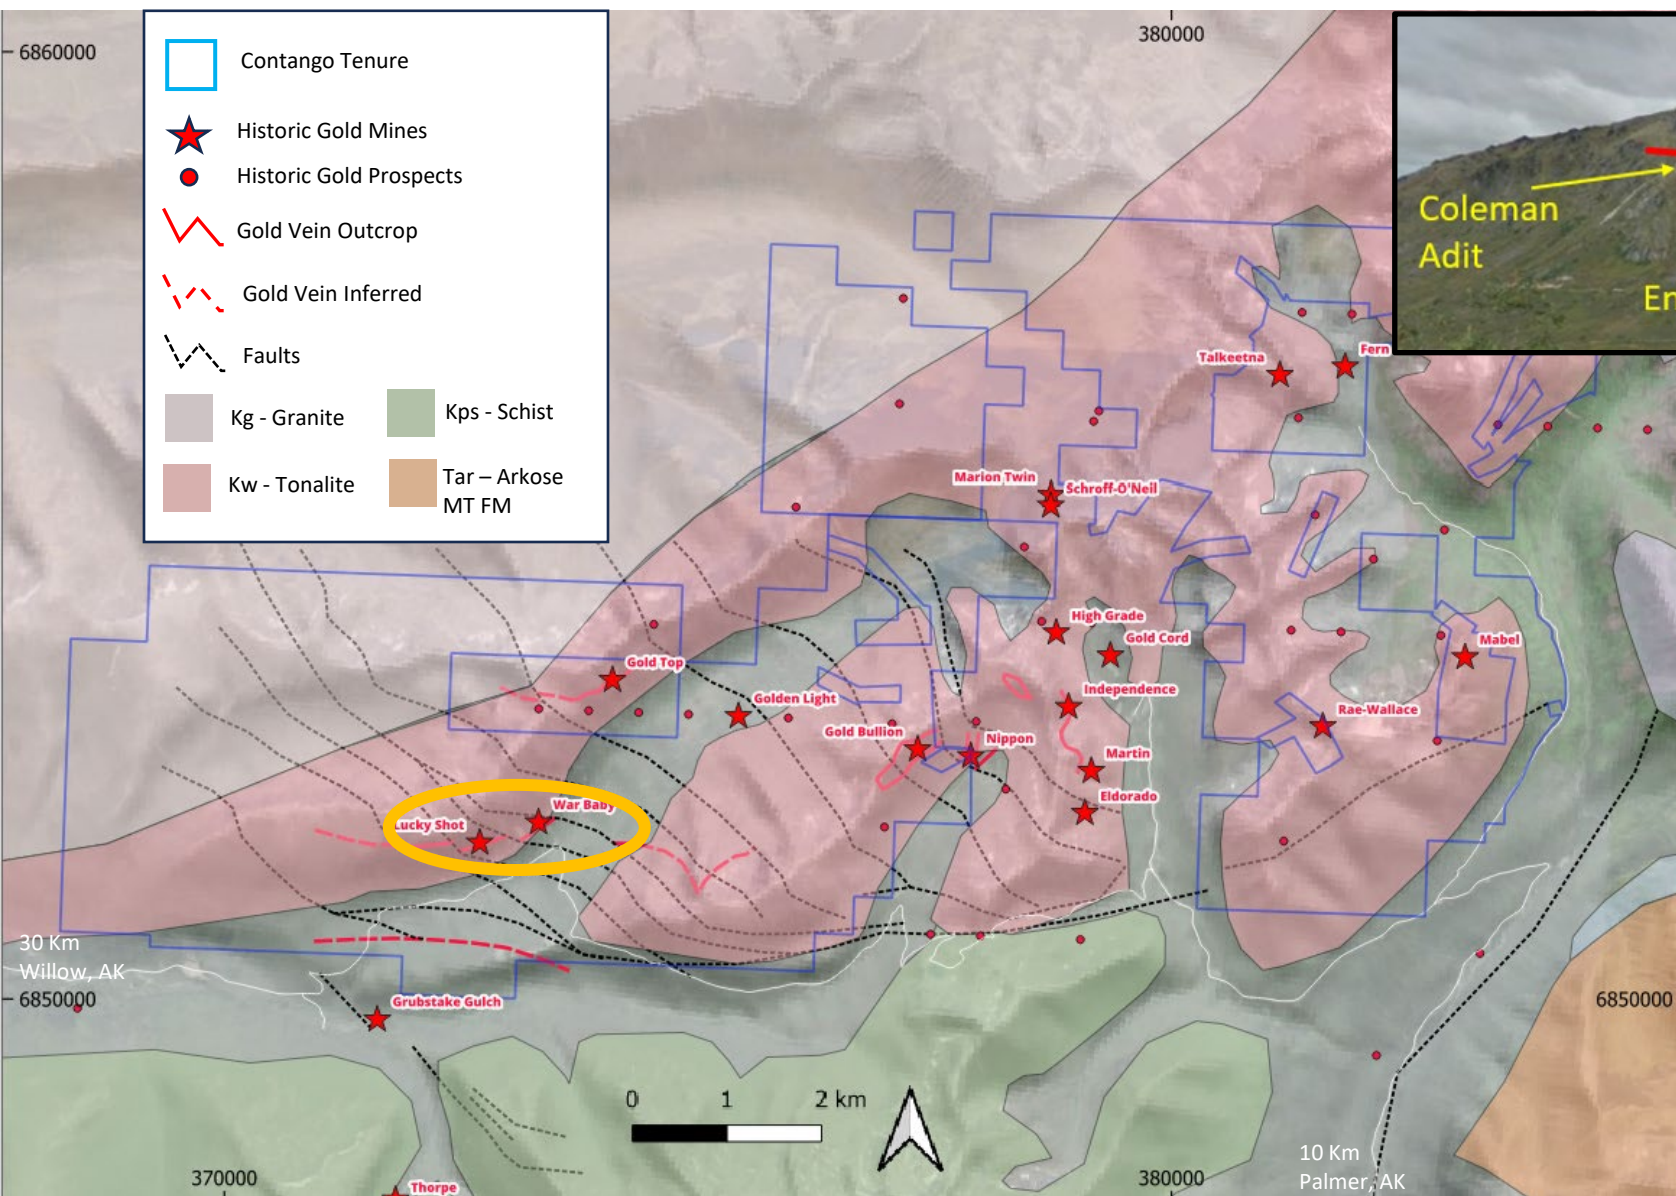 6860000
380000
Contango Tenure
Historic Gold Mines
Historic Gold Prospects
Gold Vein Outcrop
Gold Vein Inferred
Faults
Kg - Granite
Kps - Schist
Kw - Tonalite
Tar – Arkose
MT FM
Coleman
Adit
En
Talkeetna
Fern
Marion Twin
Schroff-O'Neil
High Grade
Gold Cord
Mabel
Gold Top
Golden Light
Independence
Rae-Wallace
Gold Bullion
Nippon
Martin
Eldorado
War Baby
Lucky Shot
30 Km
Willow, AK
6850000
6850000
Grubstake Gulch
0 1 2 km
10 Km
Palmer, AK
370000
380000
Thorpe